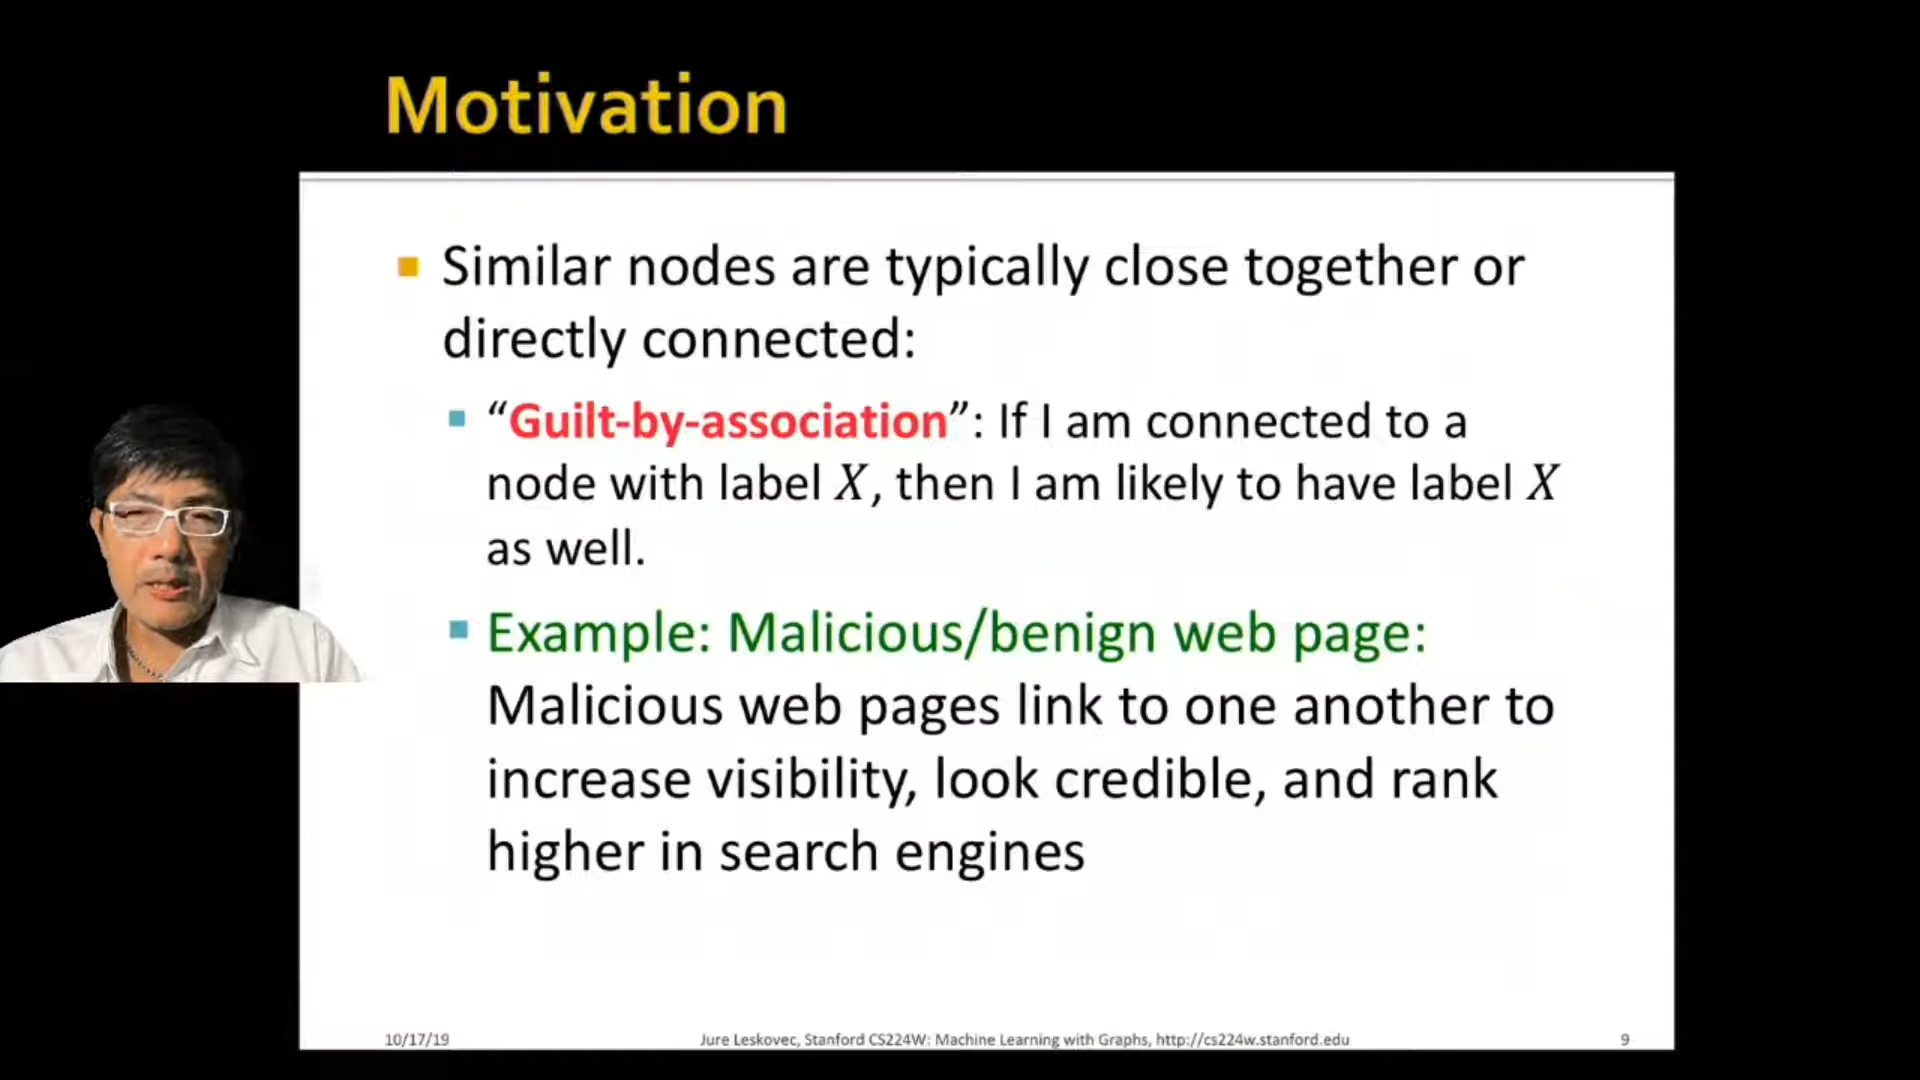 Motivation
Similar nodes are typically close together or
directly connected:
“Guilt-by-association”: If I am connected to a
node with label X, then I am likely to have label X
as well.
Example: Malicious/benign web page:
Malicious web pages link to one another to
increase visibility, look credible, and rank
higher in search engines
10/17/19 Jure Leskovec, Stanford CS224W: Machine Learning with Graphs, http://cs224w.stanford.edu 9